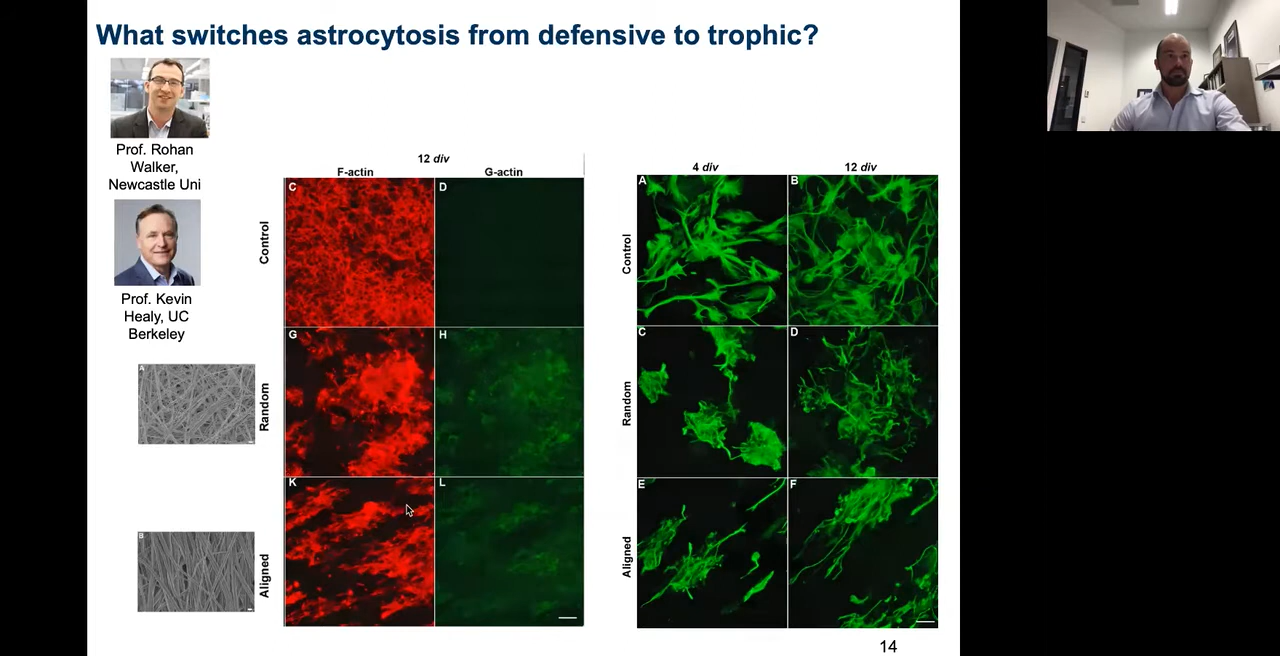 What switches astrocytosis from defensive to trophic?
Prof. Rohan
Walker,
Newcastle Uni
Prof. Kevin
Healy, UC
Berkeley
A
B
12 div
F-actin G-actin
Control
C D
Random
G H
Aligned
K L
4 div 12 div
Control
A B
Random
C D
Aligned
E F
14